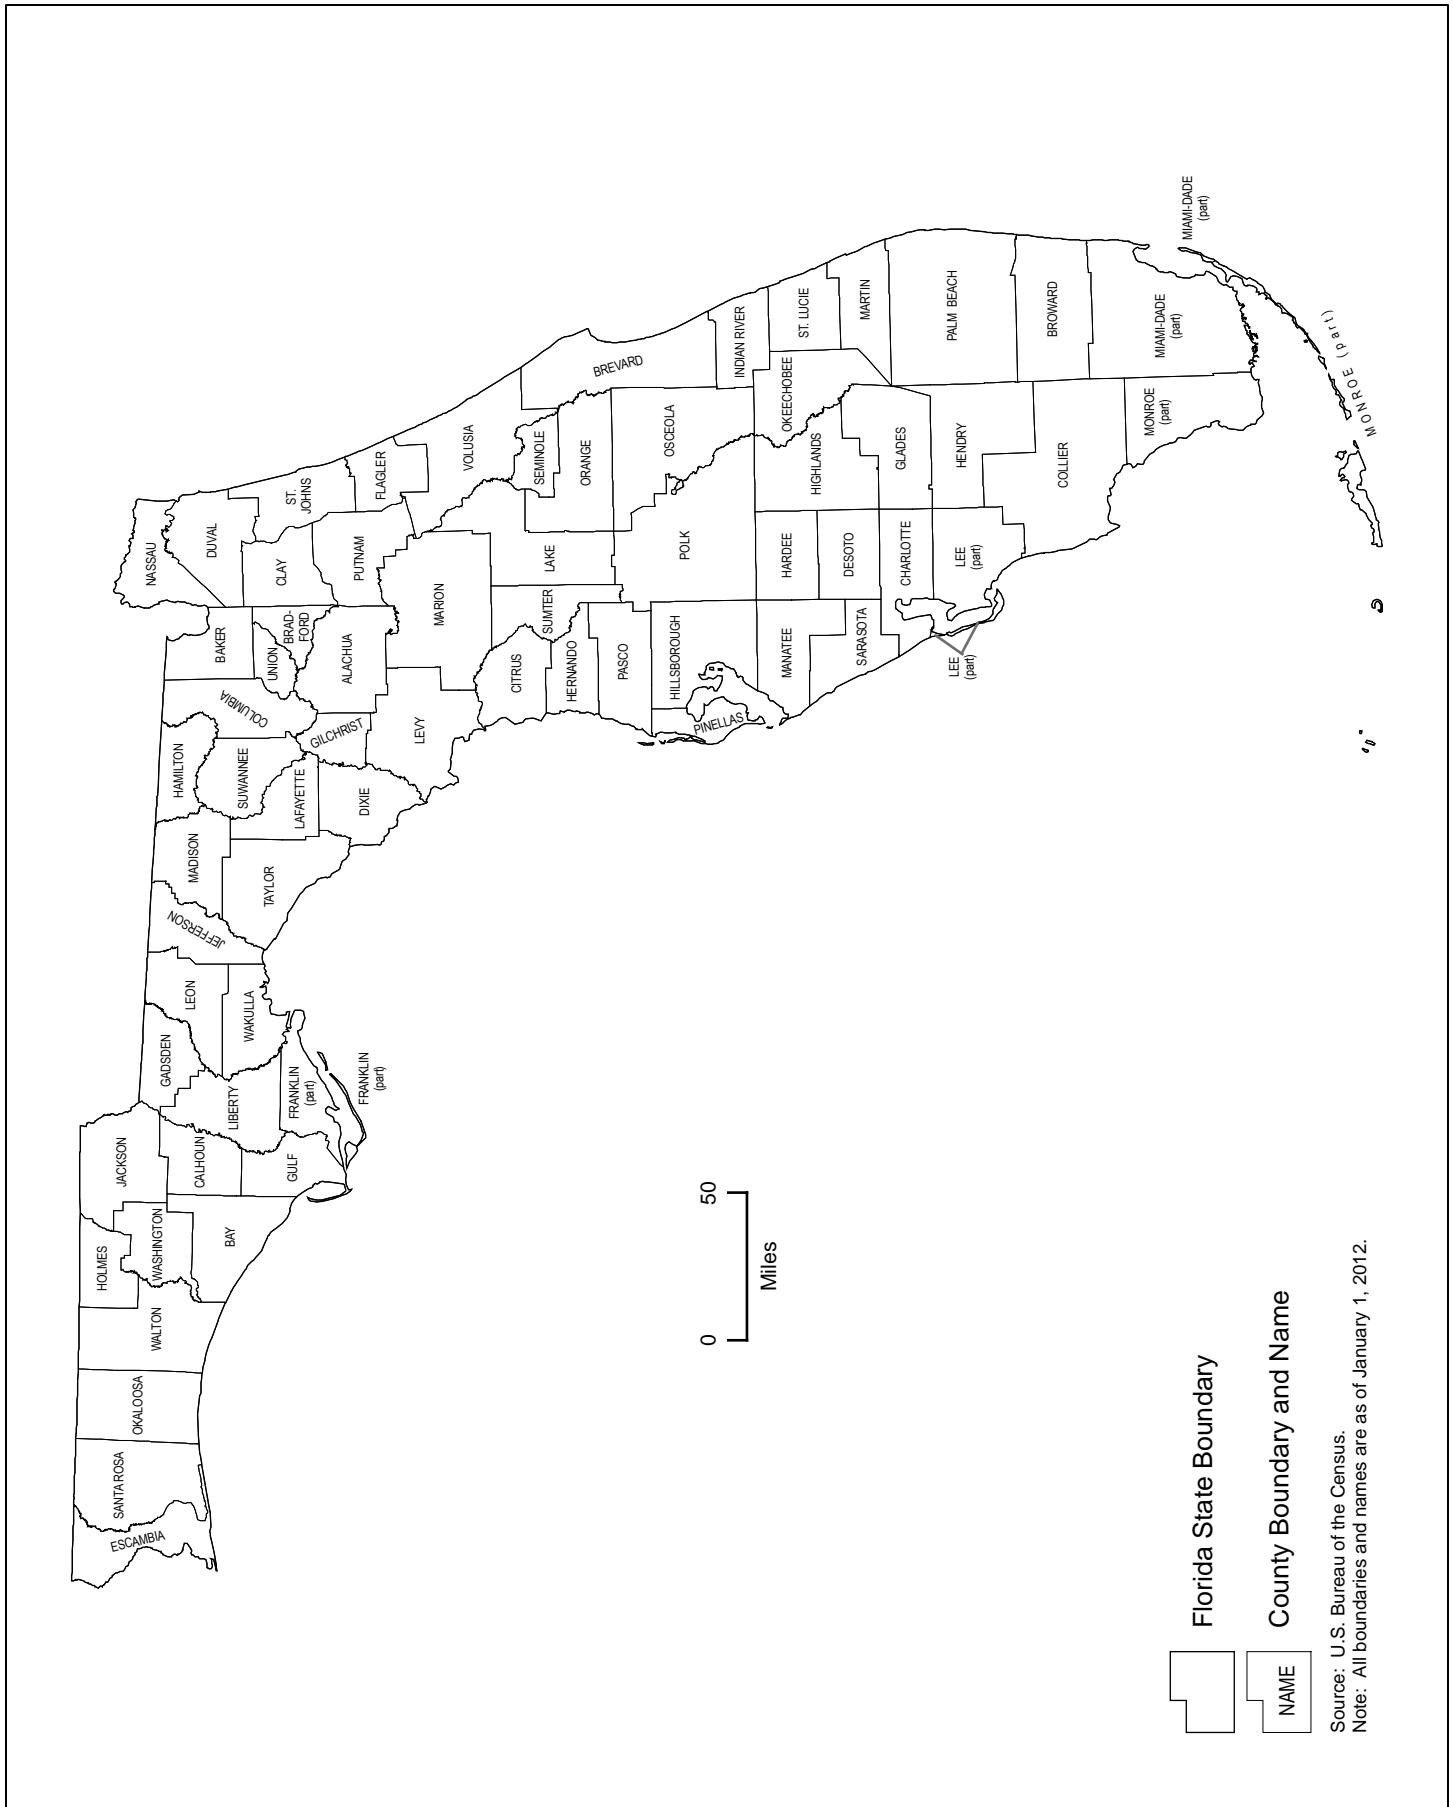 ESCAMBIA
SANTA ROSA
OKALOOSA
WALTON
HOLMES
WASHINGTON
BAY
JACKSON
CALHOUN
GULF
LIBERTY
GADSDEN
FRANKLIN
(part)
FRANKLIN
(part)
LEON
WAKULLA
JEFFERSON
MADISON
TAYLOR
HAMILTON
SUWANNEE
LAFAYETTE
DIXIE
COLUMBIA
GILCHRIST
LEVY
BAKER
UNION
BRAD-
FORD
ALACHUA
NASSAU
DUVAL
CLAY
ST.
JOHNS
PUTNAM
FLAGLER
MARION
VOLUSIA
CITRUS
SUMTER
LAKE
HERNANDO
PASCO
SEMINOLE
ORANGE
BREVARD
PINELLAS
HILLSBOROUGH
POLK
OSCEOLA
INDIAN RIVER
MANATEE
HARDEE
HIGHLANDS
OKEECHOBEE
ST. LUCIE
SARASOTA
DESOTO
MARTIN
CHARLOTTE
GLADES
PALM BEACH
LEE
(part)
LEE
(part)
HENDRY
BROWARD
COLLIER
MONROE
(part)
MIAMI-DADE
(part)
MIAMI-DADE
(part)
MONROE (part)
0 50
Miles
Florida State Boundary
NAME
County Boundary and Name
Source: U.S. Bureau of the Census.
Note: All boundaries and names are as of January 1, 2012.